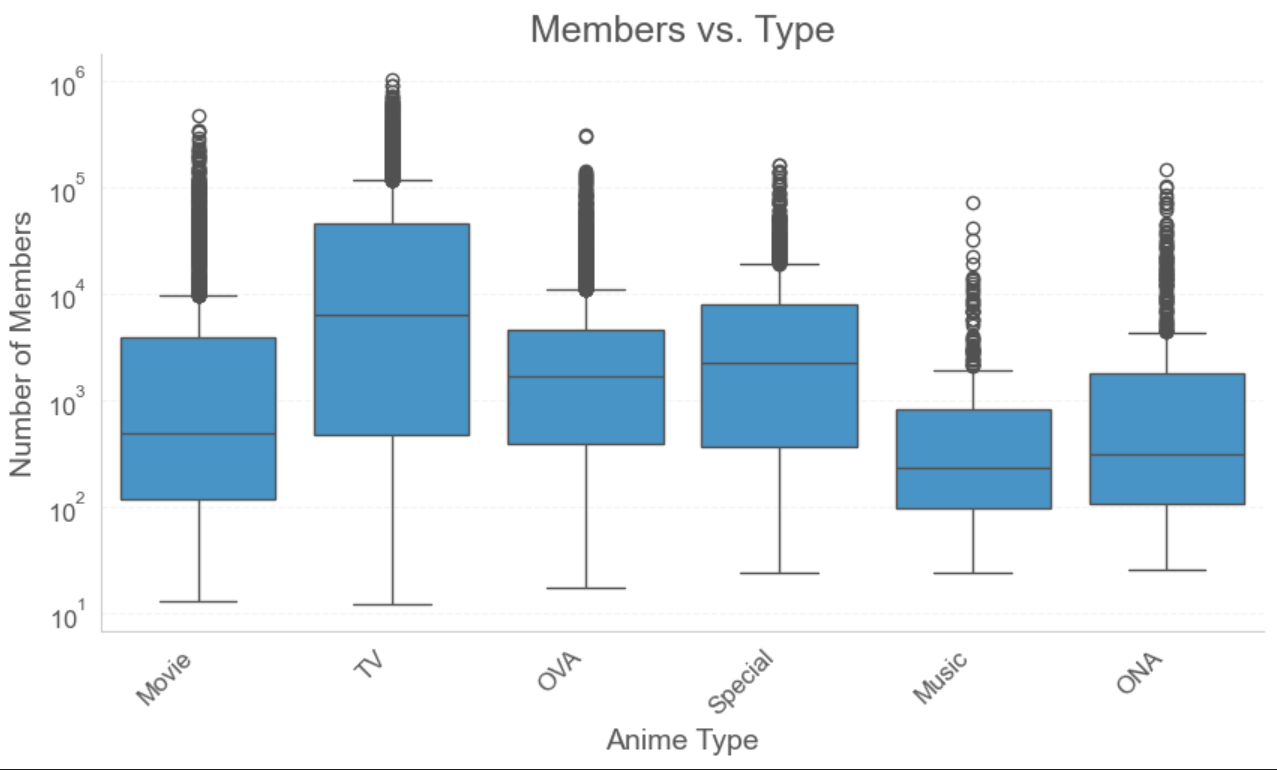 Members vs. Type
Number of Members
10^6
10^5
10^4
10^3
10^2
10^1
Movie
TV
OVA
Special
Music
ONA
Anime Type